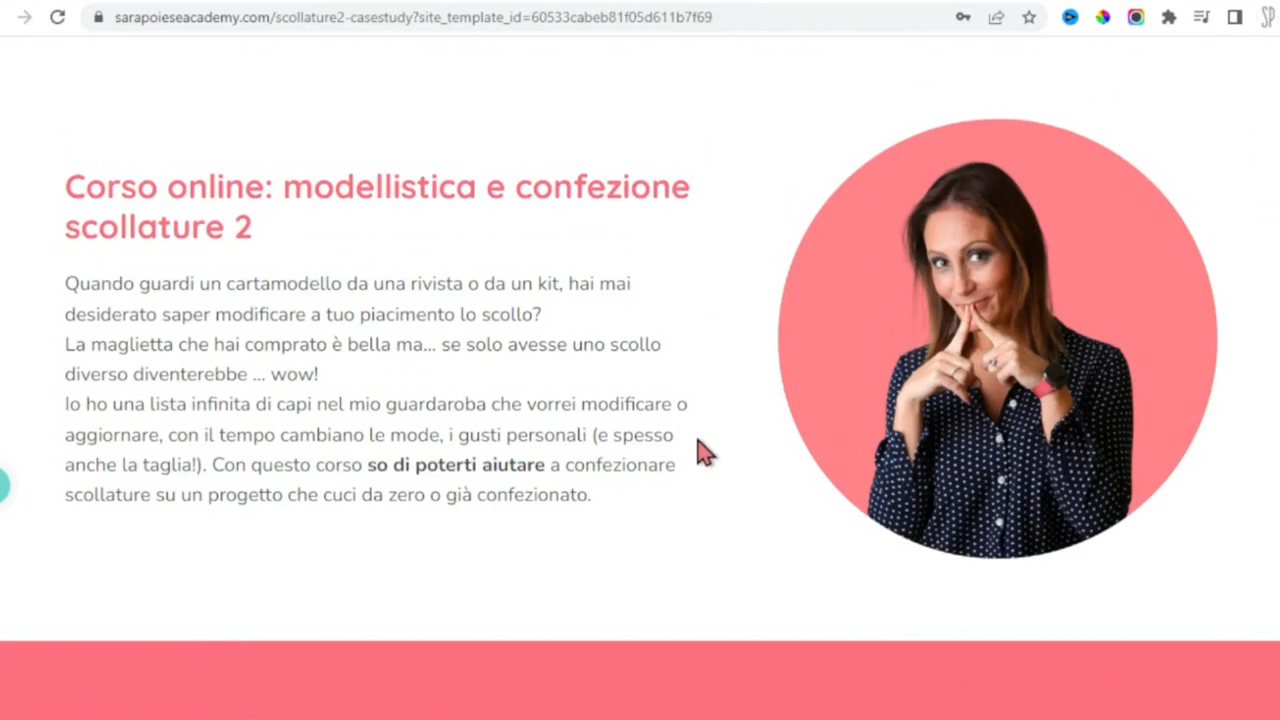 sarapoieseacademy.com/scollature2-casestudy?site_template_id=60533cabeb81f05d611b7f69
SP
Corso online: modellistica e confezione
scollature 2
Quando guardi un cartamodello da una rivista o da un kit, hai mai
desiderato saper modificare a tuo piacimento lo scollo?
La maglietta che hai comprato è bella ma... se solo avesse uno scollo
diverso diventerebbe ... wow!
Io ho una lista infinita di capi nel mio guardaroba che vorrei modificare o
aggiornare, con il tempo cambiano le mode, i gusti personali (e spesso
anche la taglia!). Con questo corso so di poterti aiutare a confezionare
scollature su un progetto che cuci da zero o già confezionato.